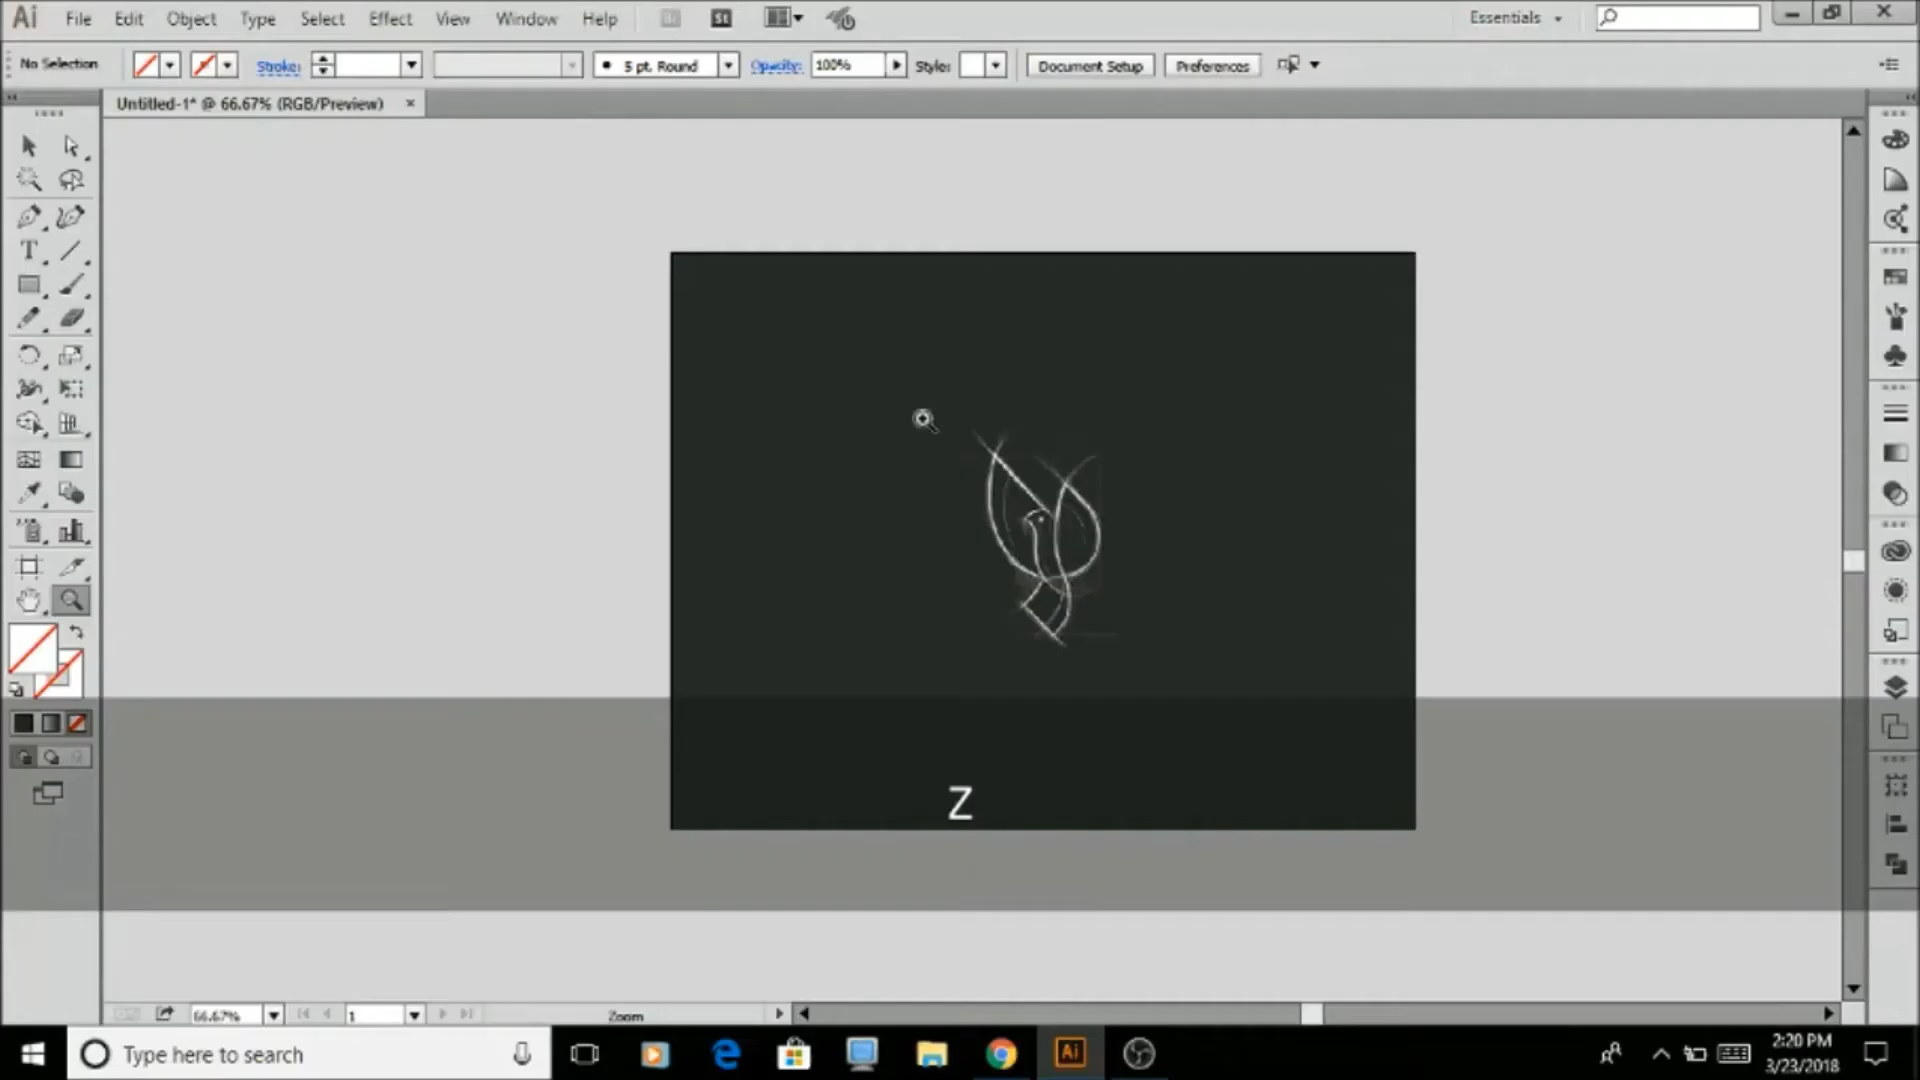 Ai File Edit Object Type Select Effect View Window Help St Essentials
No Selection Stroke: 5 pt. Round Opacity: 100% Style: Document Setup Preferences
Untitled-1* @ 66.67% (RGB/Preview) ×
T
Z
66.67% 1 Zoom
Type here to search Ai 2:20 PM
3/23/2018